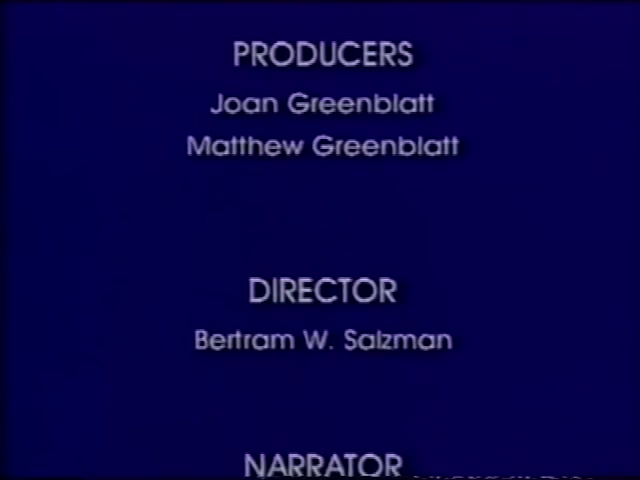 PRODUCERS
Joan Greenblatt
Matthew Greenblatt
DIRECTOR
Bertram W. Salzman
NARRATOR